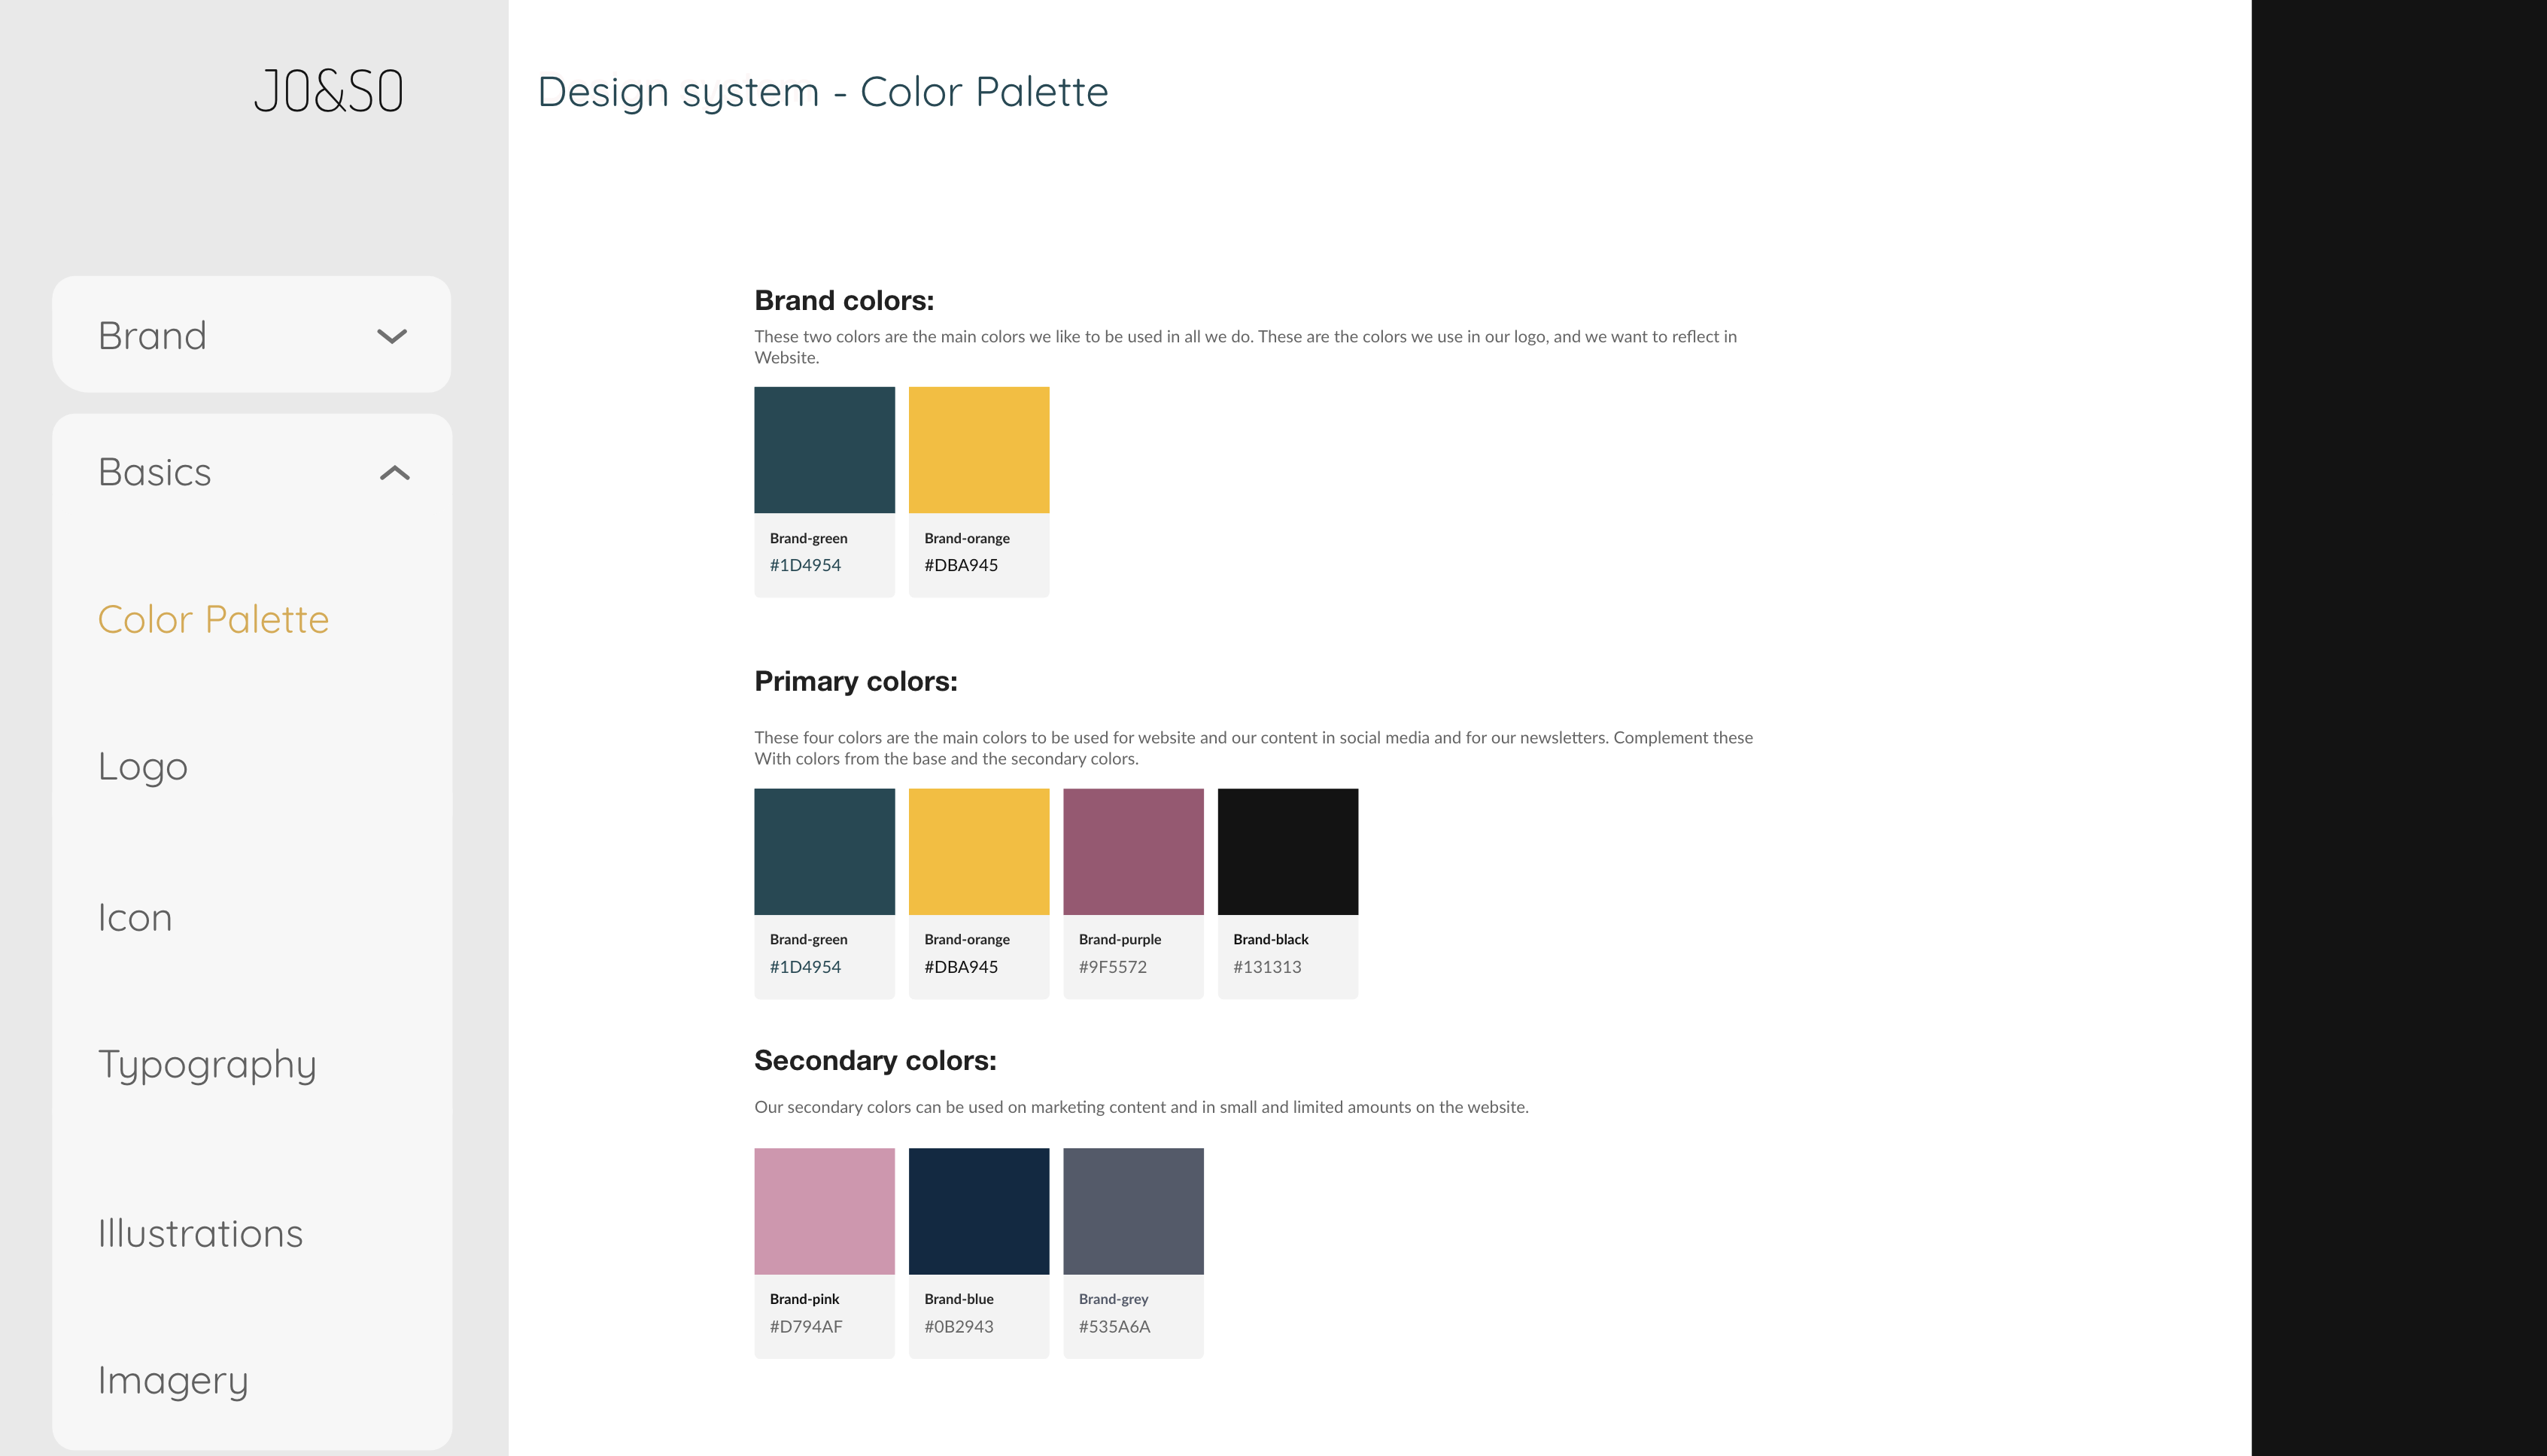 JO&SO
Brand
Basics
Color Palette
Logo
Icon
Typography
Illustrations
Imagery
Design system - Color Palette
Brand colors:
These two colors are the main colors we like to be used in all we do. These are the colors we use in our logo, and we want to reflect in
Website.
Brand-green
#1D4954
Brand-orange
#DBA945
Primary colors:
These four colors are the main colors to be used for website and our content in social media and for our newsletters. Complement these
With colors from the base and the secondary colors.
Brand-green
#1D4954
Brand-orange
#DBA945
Brand-purple
#9F5572
Brand-black
#131313
Secondary colors:
Our secondary colors can be used on marketing content and in small and limited amounts on the website.
Brand-pink
#D794AF
Brand-blue
#0B2943
Brand-grey
#535A6A